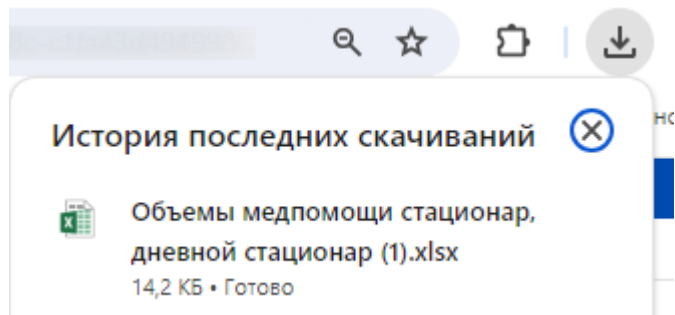 История последних скачиваний
Объемы медпомощи стационар,
дневной стационар (1).xlsx
14,2 КБ • Готово